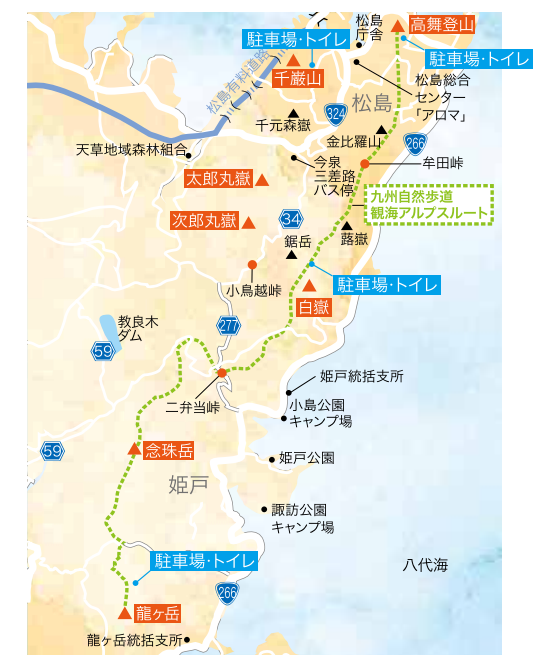 松島
庁舎
高舞登山
駐車場・トイレ
駐車場・トイレ
千巌山
松島有料道路
松島総合
センター
「アロマ」
松島
324
千元森嶽
金比羅山
266
天草地域森林組合
今泉
三差路
バス停
牟田峠
太郎丸嶽
九州自然歩道
観海アルプスルート
次郎丸嶽
34
鋸岳
蕗嶽
小鳥越峠
駐車場・トイレ
白嶽
教良木
ダム
277
59
姫戸統括支所
二弁当峠
小島公園
キャンプ場
念珠岳
59
姫戸公園
姫戸
諏訪公園
キャンプ場
駐車場・トイレ
八代海
266
龍ヶ岳
龍ヶ岳統括支所